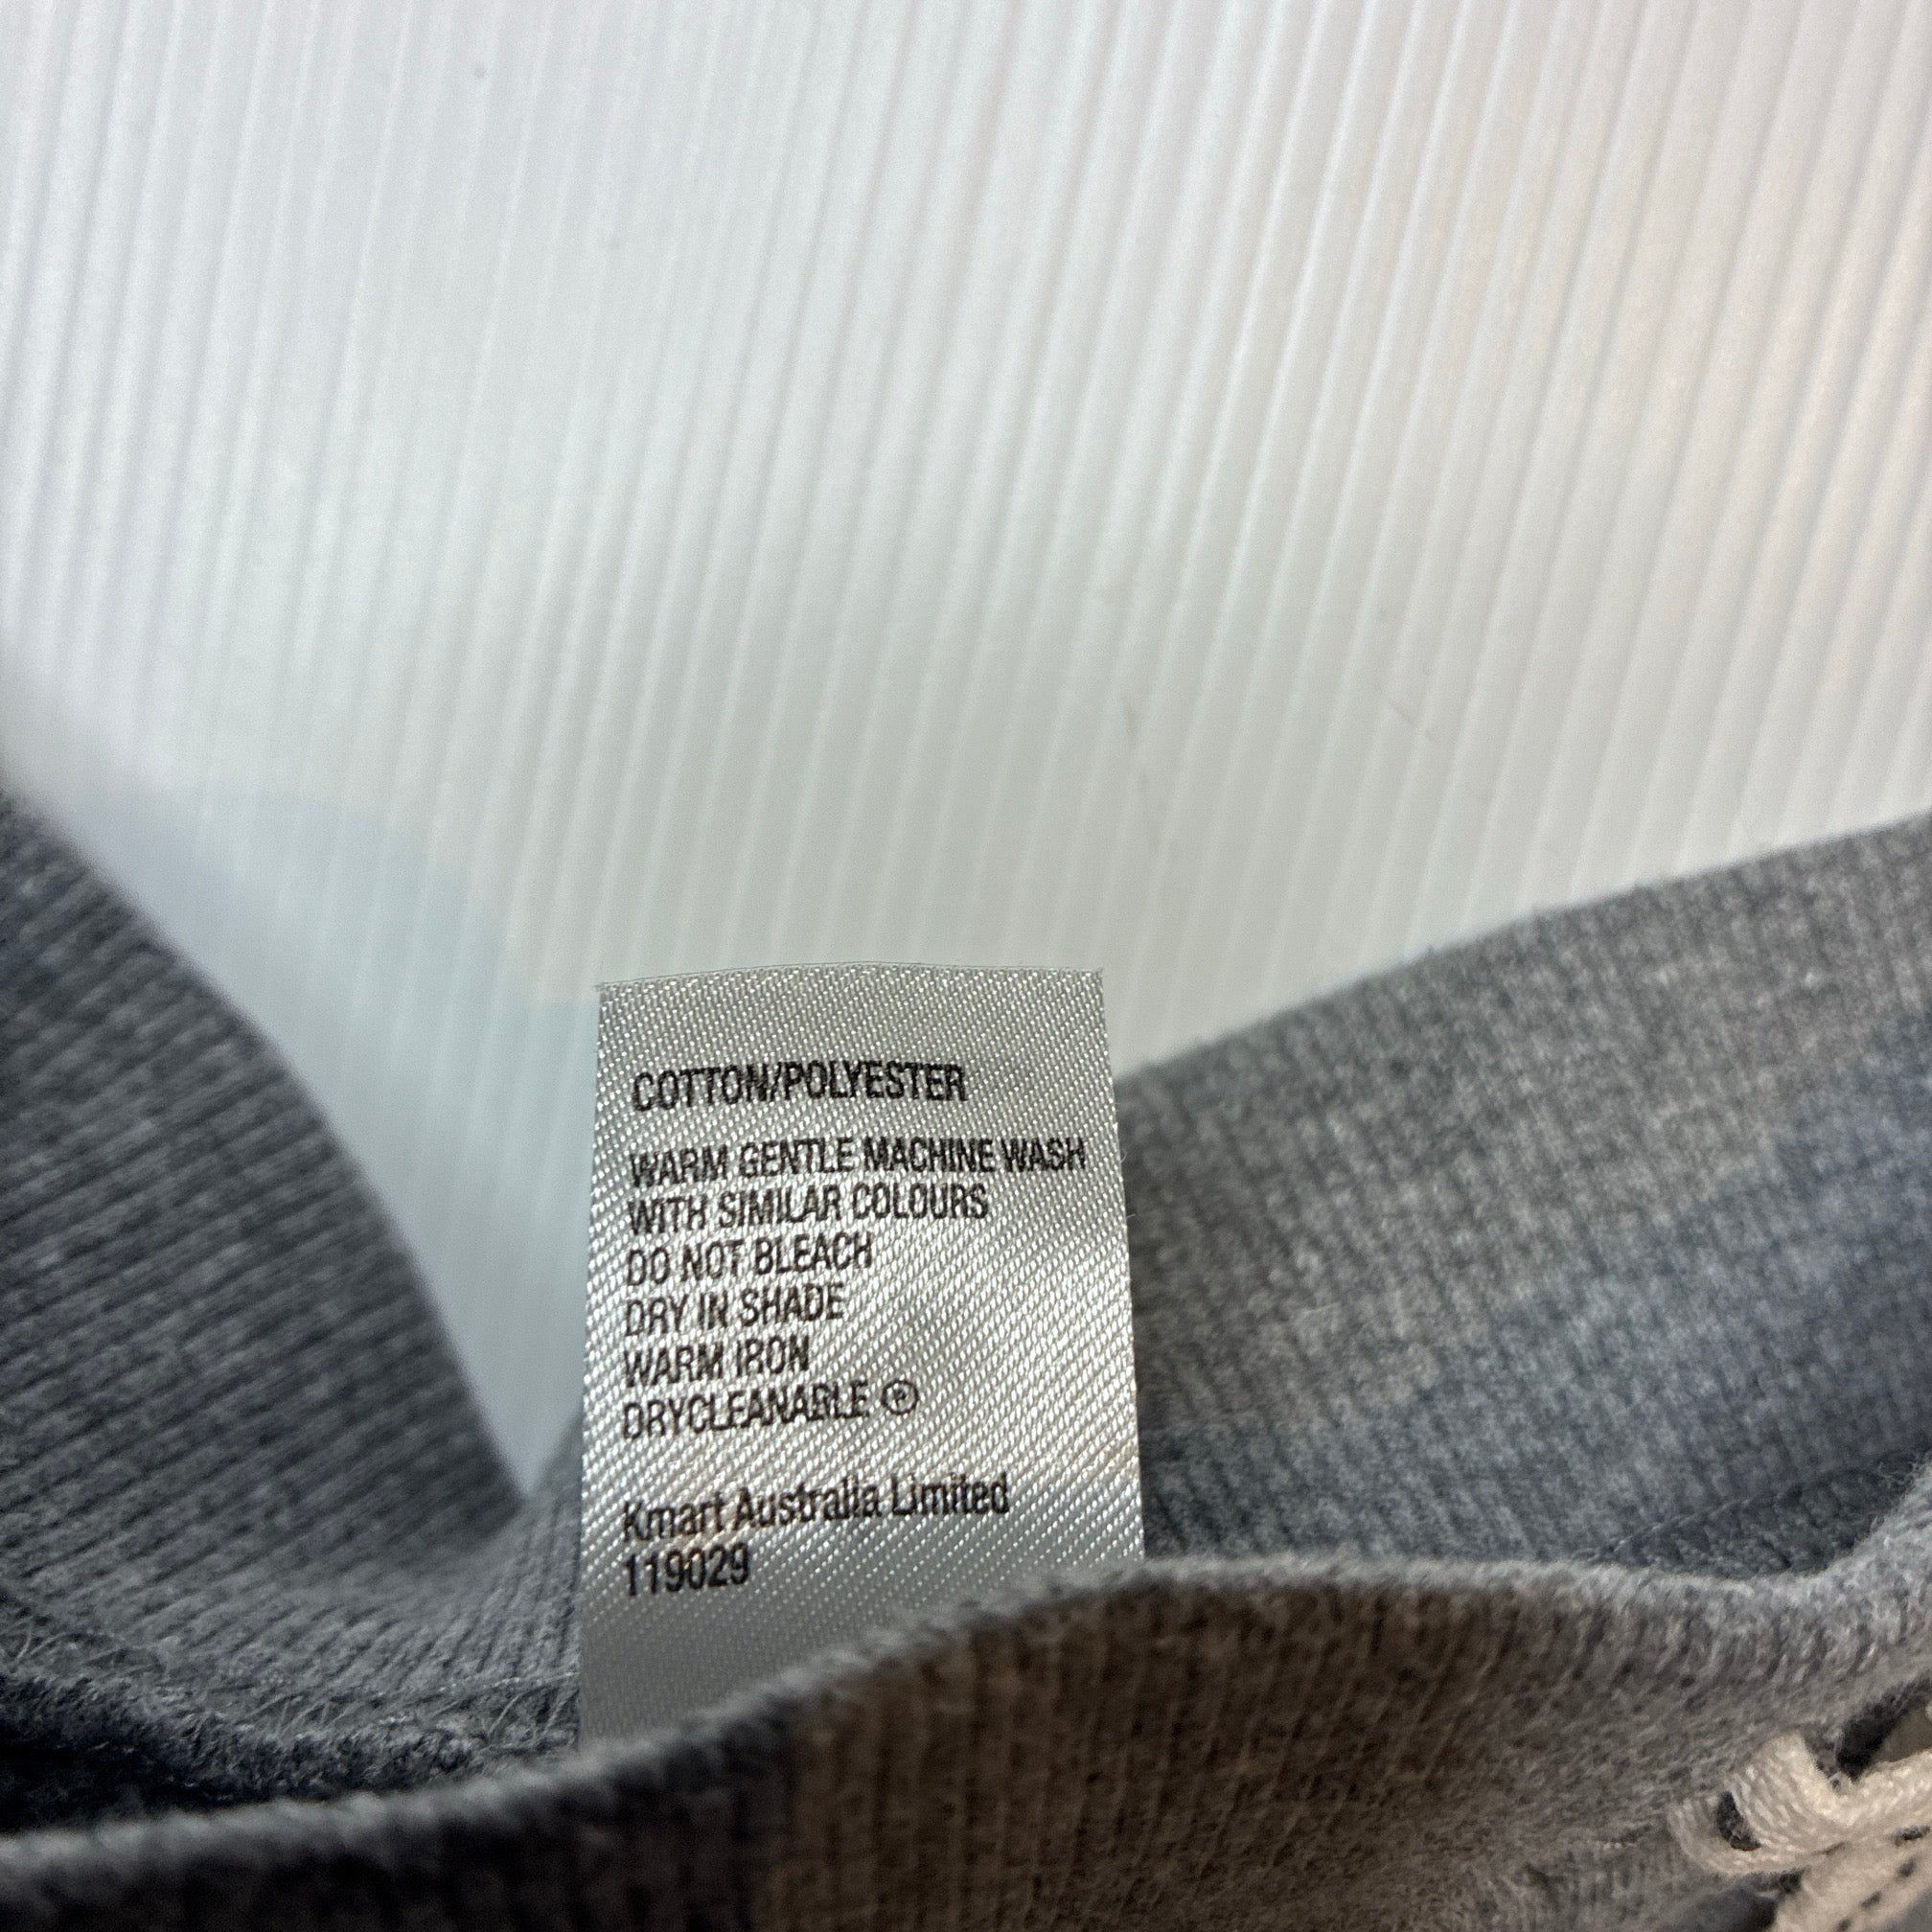 COTTON/POLYESTER
WARM GENTLE MACHINE WASH
WITH SIMILAR COLOURS
DO NOT BLEACH
DRY IN SHADE
WARM IRON
DRYCLEANABLE Ⓟ
Kmart Australia Limited
119029